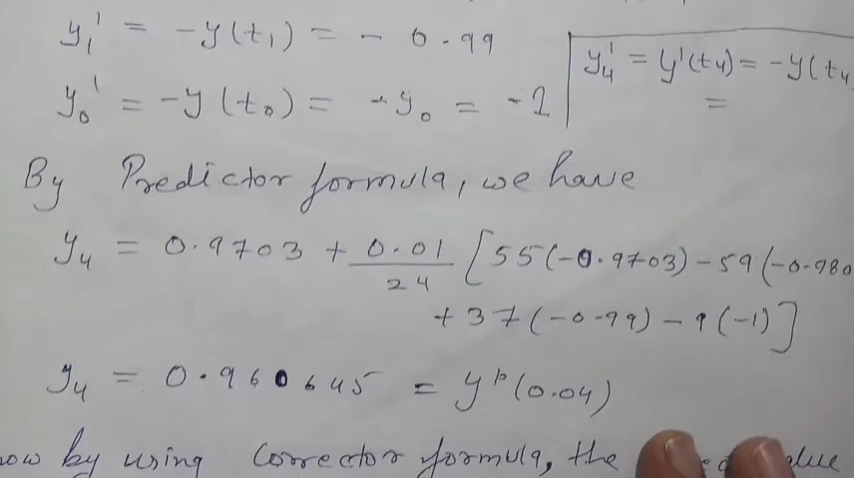 y₁' = -y(t₁) = - 0.99
y₀' = -y(t₀) = -y₀ = -1
y₄' = y'(t₄) = -y(t₄
=
By Predictor formula, we have
y₄ = 0.9703 + 0.01/24 [55(-0.9703) - 59(-0.980
+ 37(-0.99) - 9(-1)]
y₄ = 0.960645 = yᵖ(0.04)
now by using Corrector formula, the